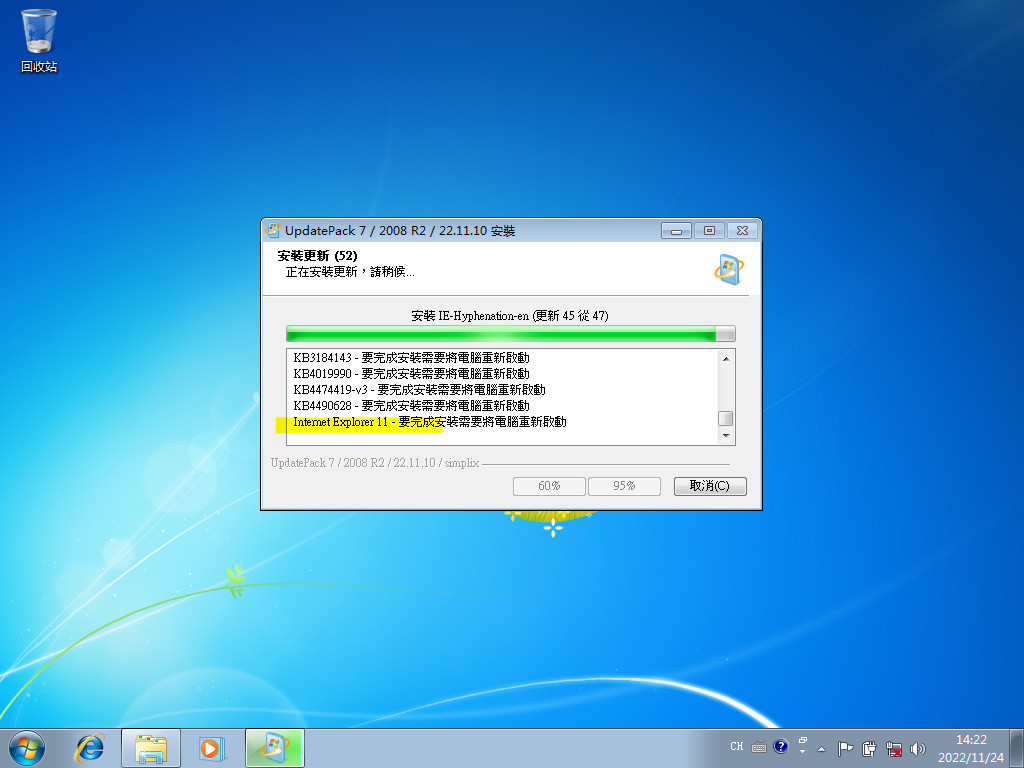 回收站
UpdatePack 7 / 2008 R2 / 22.11.10 安裝
安裝更新 (52)
正在安裝更新，請稍候...
安裝 IE-Hyphenation-en (更新 45 從 47)
KB3184143 - 要完成安裝需要將電腦重新啟動
KB4019990 - 要完成安裝需要將電腦重新啟動
KB4474419-v3 - 要完成安裝需要將電腦重新啟動
KB4490628 - 要完成安裝需要將電腦重新啟動
Internet Explorer 11 - 要完成安裝需要將電腦重新啟動
UpdatePack 7 / 2008 R2 / 22.11.10 / simplix
60%
95%
取消(C)
CH
14:22
2022/11/24